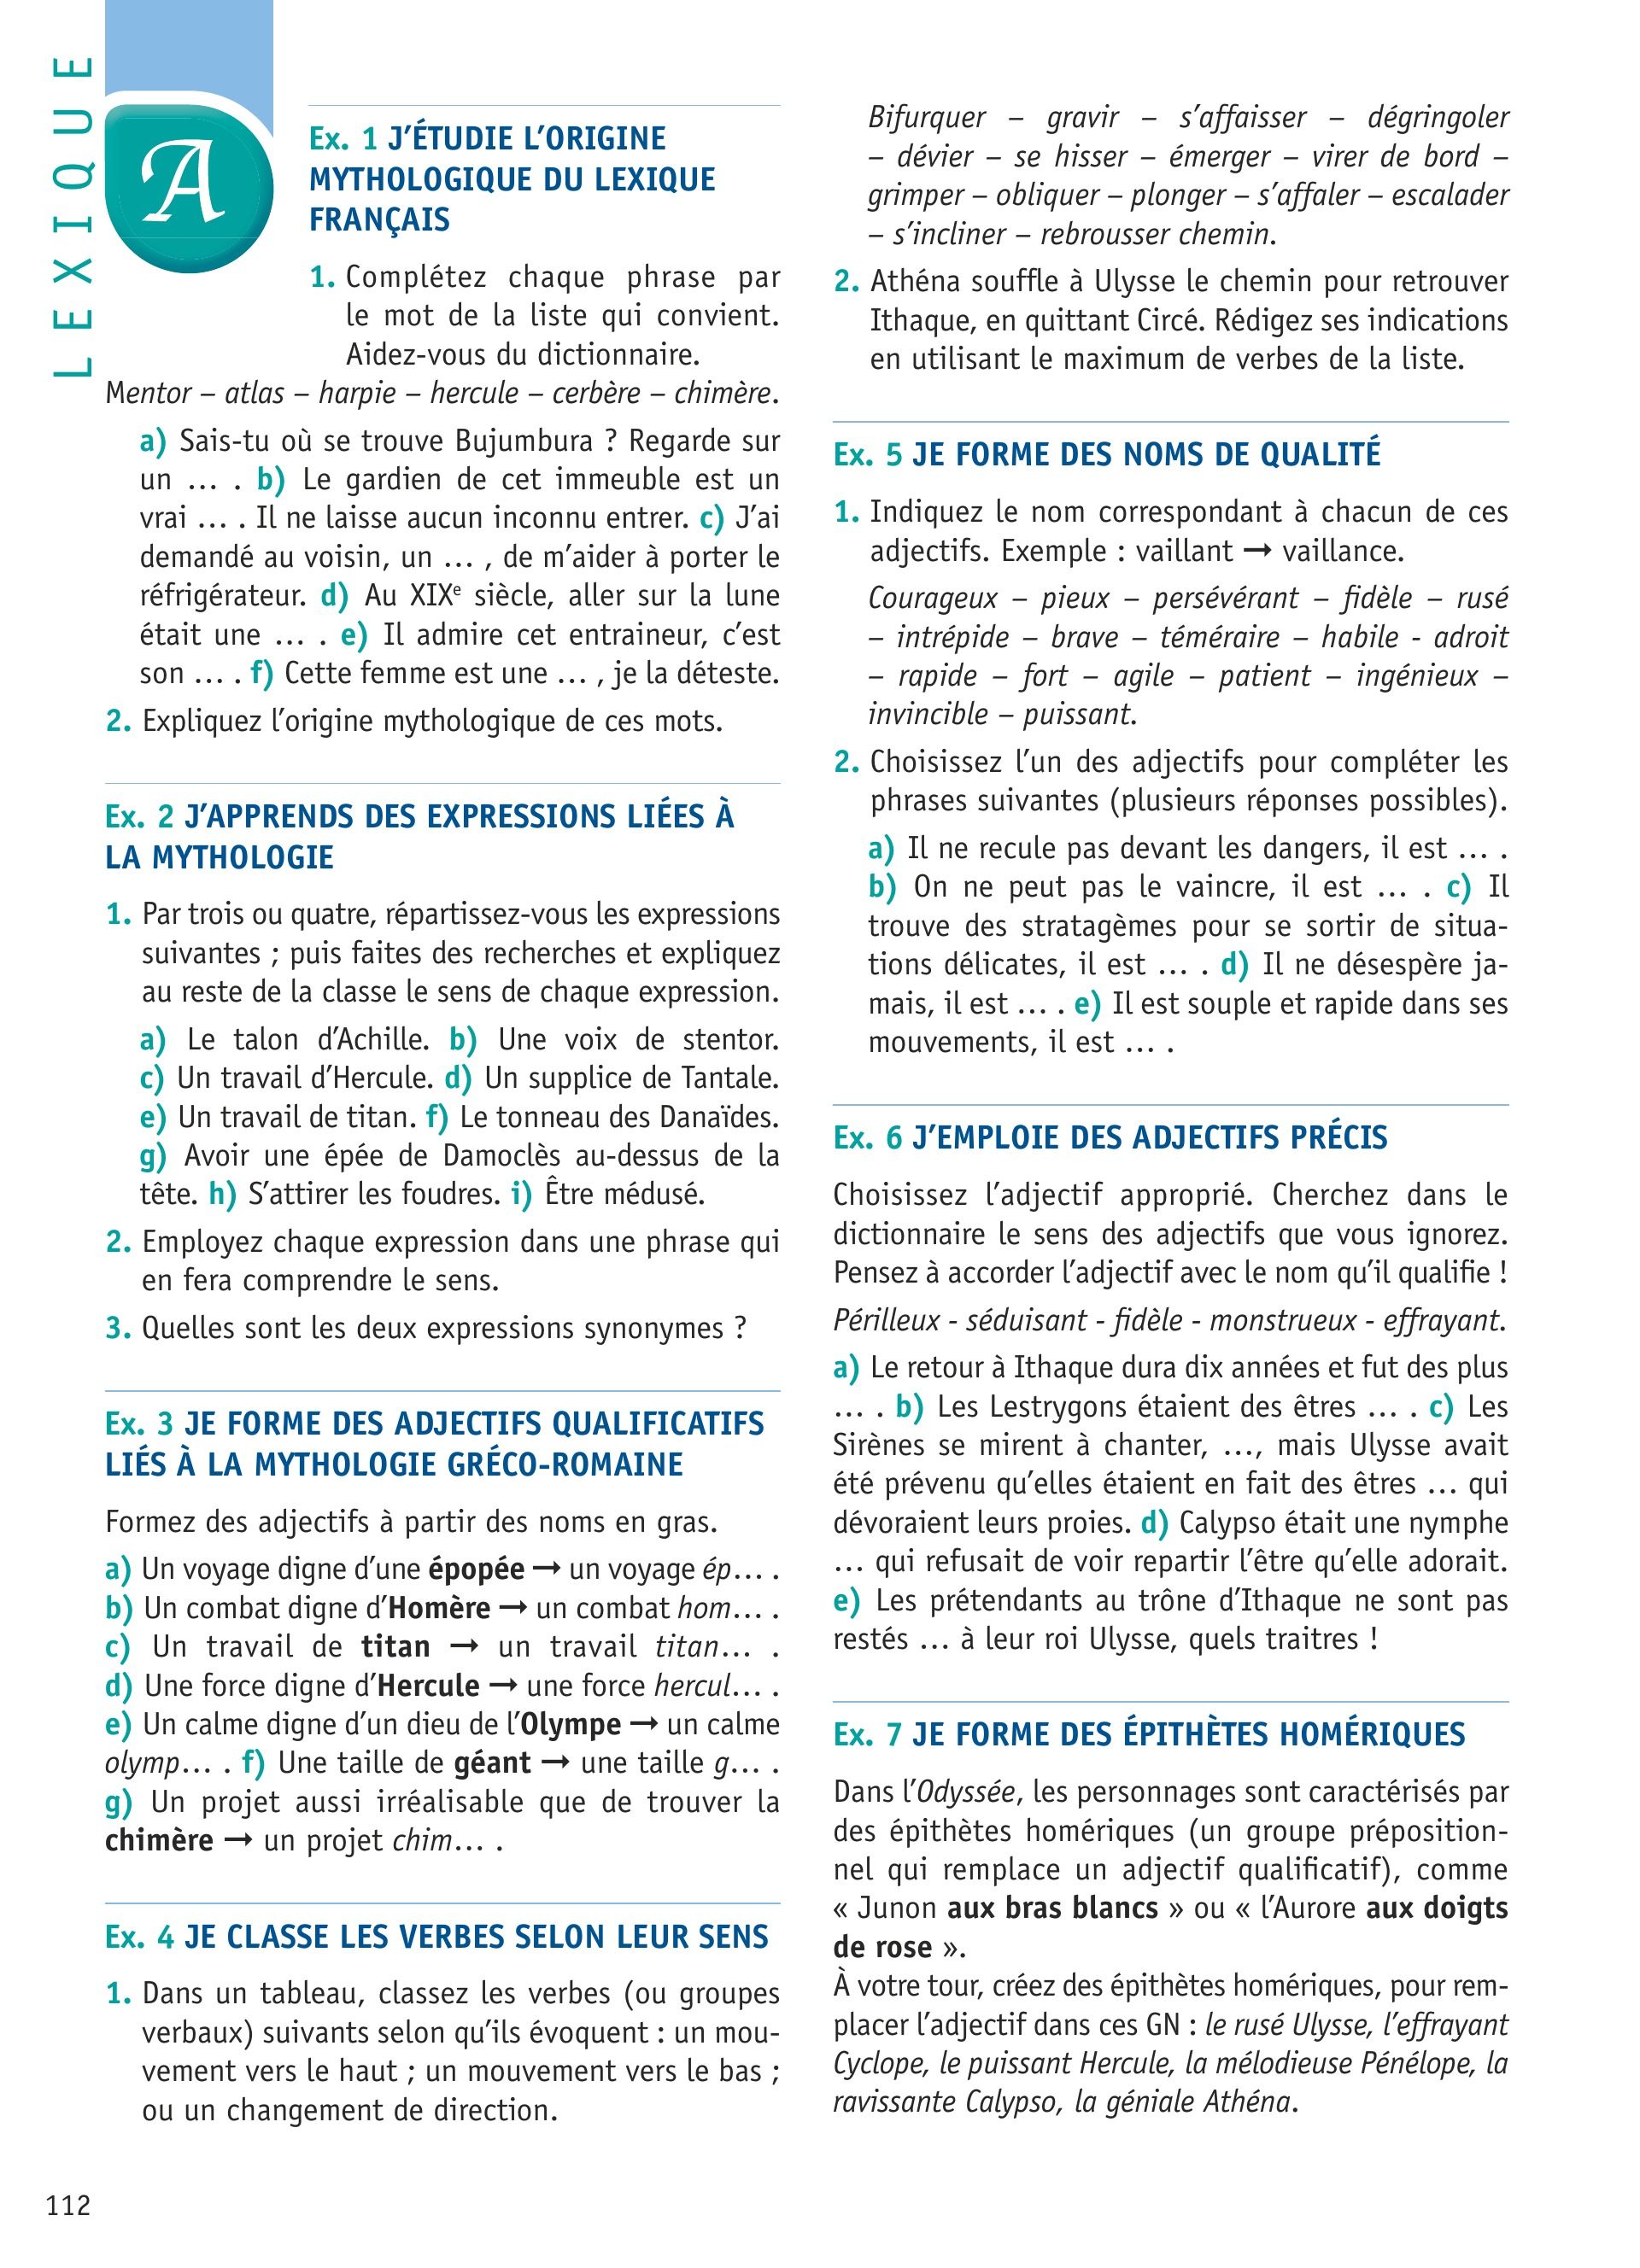 LEXIQUE
A
Ex. 1 J’ÉTUDIE L’ORIGINE
MYTHOLOGIQUE DU LEXIQUE
FRANÇAIS
1. Complétez chaque phrase par
le mot de la liste qui convient.
Aidez-vous du dictionnaire.
Mentor – atlas – harpie – hercule – cerbère – chimère.
a) Sais-tu où se trouve Bujumbura ? Regarde sur
un … . b) Le gardien de cet immeuble est un
vrai … . Il ne laisse aucun inconnu entrer. c) J’ai
demandé au voisin, un … , de m’aider à porter le
réfrigérateur. d) Au XIXe siècle, aller sur la lune
était une … . e) Il admire cet entraineur, c’est
son … . f) Cette femme est une … , je la déteste.
2. Expliquez l’origine mythologique de ces mots.
Ex. 2 J’APPRENDS DES EXPRESSIONS LIÉES À
LA MYTHOLOGIE
1. Par trois ou quatre, répartissez-vous les expressions
suivantes ; puis faites des recherches et expliquez
au reste de la classe le sens de chaque expression.
a) Le talon d’Achille. b) Une voix de stentor.
c) Un travail d’Hercule. d) Un supplice de Tantale.
e) Un travail de titan. f) Le tonneau des Danaïdes.
g) Avoir une épée de Damoclès au-dessus de la
tête. h) S’attirer les foudres. i) Être médusé.
2. Employez chaque expression dans une phrase qui
en fera comprendre le sens.
3. Quelles sont les deux expressions synonymes ?
Ex. 3 JE FORME DES ADJECTIFS QUALIFICATIFS
LIÉS À LA MYTHOLOGIE GRÉCO-ROMAINE
Formez des adjectifs à partir des noms en gras.
a) Un voyage digne d’une épopée → un voyage ép… .
b) Un combat digne d’Homère → un combat hom… .
c) Un travail de titan → un travail titan… .
d) Une force digne d’Hercule → une force hercul… .
e) Un calme digne d’un dieu de l’Olympe → un calme
olymp… . f) Une taille de géant → une taille g… .
g) Un projet aussi irréalisable que de trouver la
chimère → un projet chim… .
Ex. 4 JE CLASSE LES VERBES SELON LEUR SENS
1. Dans un tableau, classez les verbes (ou groupes
verbaux) suivants selon qu’ils évoquent : un mou-
vement vers le haut ; un mouvement vers le bas ;
ou un changement de direction.
Bifurquer – gravir – s’affaisser – dégringoler
– dévier – se hisser – émerger – virer de bord –
grimper – obliquer – plonger – s’affaler – escalader
– s’incliner – rebrousser chemin.
2. Athéna souffle à Ulysse le chemin pour retrouver
Ithaque, en quittant Circé. Rédigez ses indications
en utilisant le maximum de verbes de la liste.
Ex. 5 JE FORME DES NOMS DE QUALITÉ
1. Indiquez le nom correspondant à chacun de ces
adjectifs. Exemple : vaillant → vaillance.
Courageux – pieux – persévérant – fidèle – rusé
– intrépide – brave – téméraire – habile - adroit
– rapide – fort – agile – patient – ingénieux –
invincible – puissant.
2. Choisissez l’un des adjectifs pour compléter les
phrases suivantes (plusieurs réponses possibles).
a) Il ne recule pas devant les dangers, il est … .
b) On ne peut pas le vaincre, il est … . c) Il
trouve des stratagèmes pour se sortir de situa-
tions délicates, il est … . d) Il ne désespère ja-
mais, il est … . e) Il est souple et rapide dans ses
mouvements, il est … .
Ex. 6 J’EMPLOIE DES ADJECTIFS PRÉCIS
Choisissez l’adjectif approprié. Cherchez dans le
dictionnaire le sens des adjectifs que vous ignorez.
Pensez à accorder l’adjectif avec le nom qu’il qualifie !
Périlleux - séduisant - fidèle - monstrueux - effrayant.
a) Le retour à Ithaque dura dix années et fut des plus
… . b) Les Lestrygons étaient des êtres … . c) Les
Sirènes se mirent à chanter, …, mais Ulysse avait
été prévenu qu’elles étaient en fait des êtres … qui
dévoraient leurs proies. d) Calypso était une nymphe
… qui refusait de voir repartir l’être qu’elle adorait.
e) Les prétendants au trône d’Ithaque ne sont pas
restés … à leur roi Ulysse, quels traitres !
Ex. 7 JE FORME DES ÉPITHÈTES HOMÉRIQUES
Dans l’Odyssée, les personnages sont caractérisés par
des épithètes homériques (un groupe préposition-
nel qui remplace un adjectif qualificatif), comme
« Junon aux bras blancs » ou « l’Aurore aux doigts
de rose ».
À votre tour, créez des épithètes homériques, pour rem-
placer l’adjectif dans ces GN : le rusé Ulysse, l’effrayant
Cyclope, le puissant Hercule, la mélodieuse Pénélope, la
ravissante Calypso, la géniale Athéna.
112